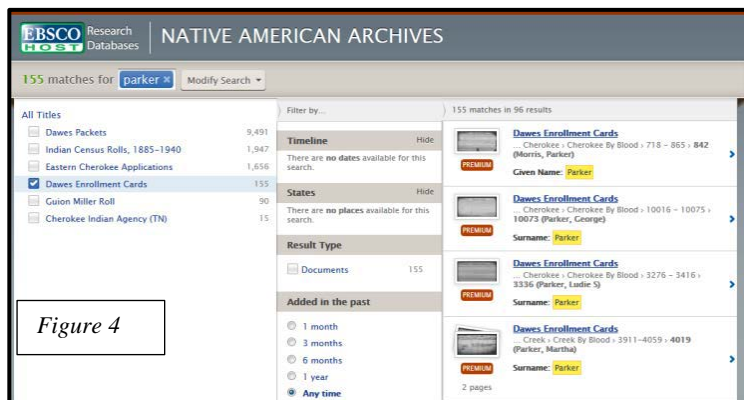 EBSCO HOST Research Databases NATIVE AMERICAN ARCHIVES
155 matches for parker × Modify Search
All Titles
Dawes Packets 9,491
Indian Census Rolls, 1885-1940 1,947
Eastern Cherokee Applications 1,656
Dawes Enrollment Cards 155
Guion Miller Roll 90
Cherokee Indian Agency (TN) 15
Figure 4
Filter by...
Timeline Hide
There are no dates available for this
search.
States Hide
There are no places available for this
search.
Result Type
Documents 155
Added in the past
1 month
3 months
6 months
1 year
Any time
155 matches in 96 results
Dawes Enrollment Cards
... Cherokee › Cherokee By Blood › 718 - 865 › 842
(Morris, Parker)
PREMIUM
Given Name: Parker
Dawes Enrollment Cards
... Cherokee › Cherokee By Blood › 10016 - 10075 ›
10073 (Parker, George)
PREMIUM
Surname: Parker
Dawes Enrollment Cards
... Cherokee › Cherokee By Blood › 3276 - 3416 ›
3336 (Parker, Ludie S)
PREMIUM
Surname: Parker
Dawes Enrollment Cards
... Creek › Creek By Blood › 3911-4059 › 4019
(Parker, Martha)
PREMIUM
Surname: Parker
2 pages